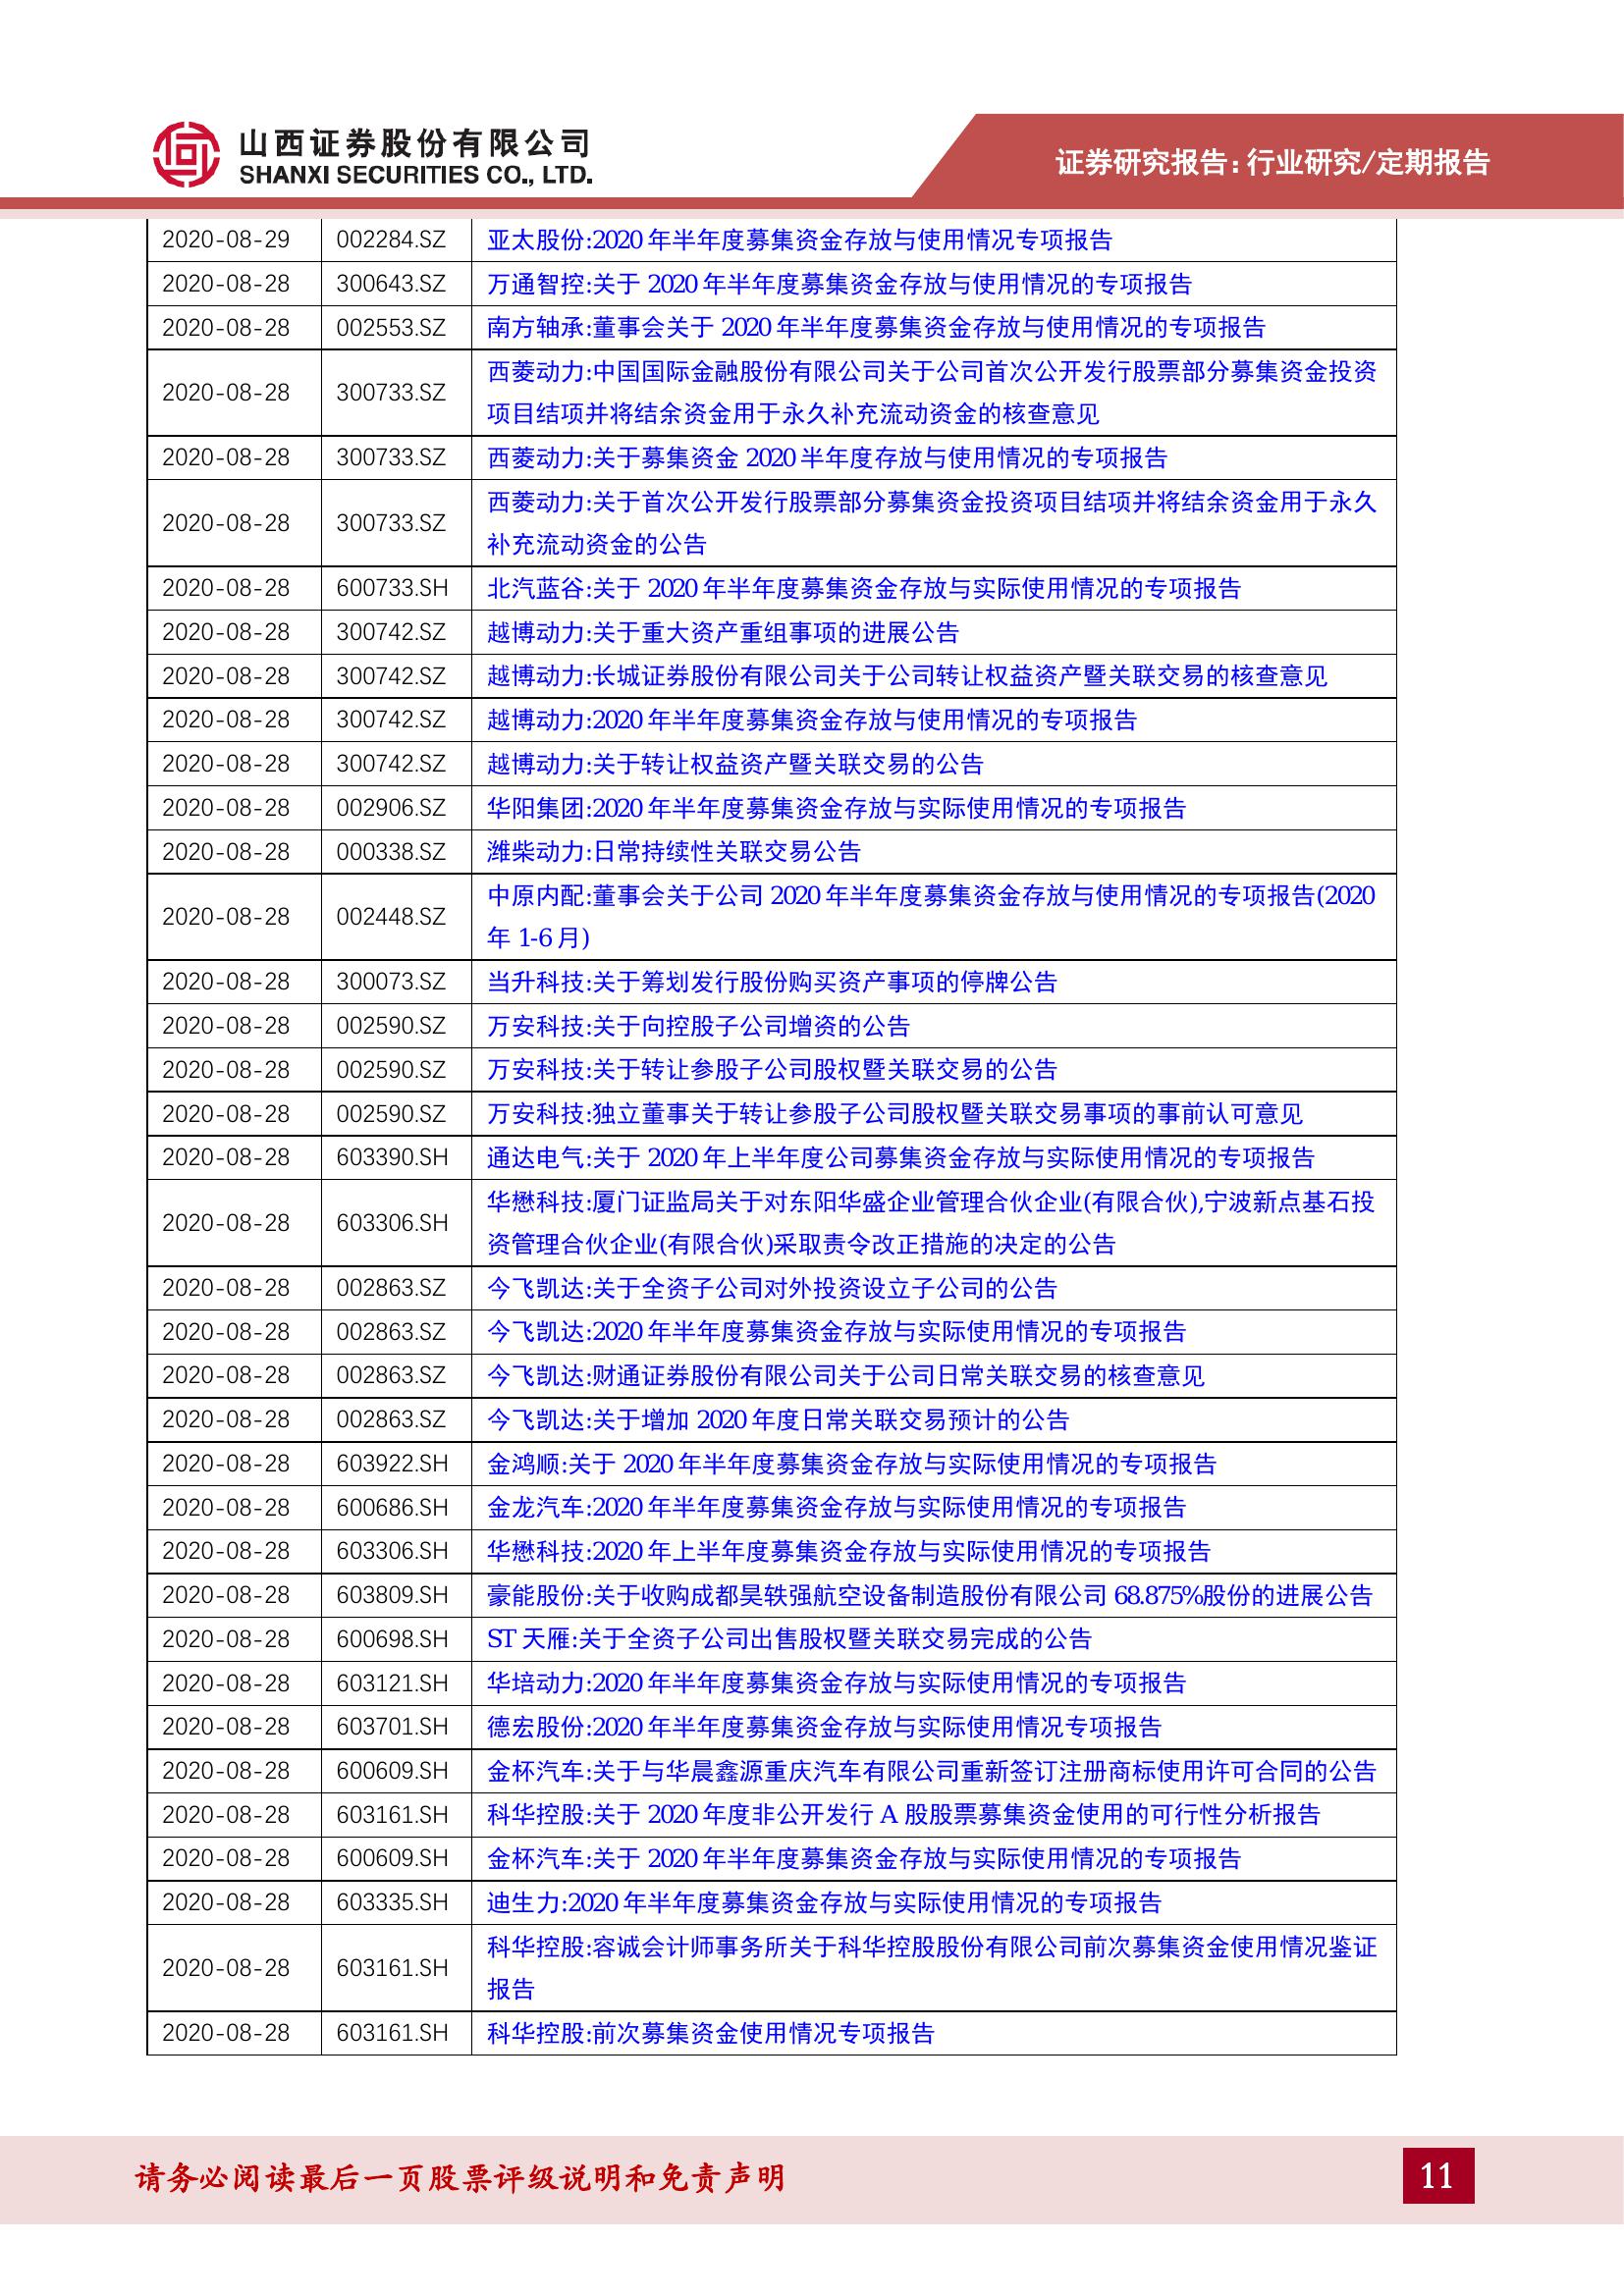 山西证券股份有限公司
SHANXI SECURITIES CO., LTD.
证券研究报告：行业研究/定期报告
2020-08-29 002284.SZ 亚太股份:2020 年半年度募集资金存放与使用情况专项报告
2020-08-28 300643.SZ 万通智控:关于 2020 年半年度募集资金存放与使用情况的专项报告
2020-08-28 002553.SZ 南方轴承:董事会关于 2020 年半年度募集资金存放与使用情况的专项报告
2020-08-28 300733.SZ 西菱动力:中国国际金融股份有限公司关于公司首次公开发行股票部分募集资金投资
项目结项并将结余资金用于永久补充流动资金的核查意见
2020-08-28 300733.SZ 西菱动力:关于募集资金 2020 半年度存放与使用情况的专项报告
2020-08-28 300733.SZ 西菱动力:关于首次公开发行股票部分募集资金投资项目结项并将结余资金用于永久
补充流动资金的公告
2020-08-28 600733.SH 北汽蓝谷:关于 2020 年半年度募集资金存放与实际使用情况的专项报告
2020-08-28 300742.SZ 越博动力:关于重大资产重组事项的进展公告
2020-08-28 300742.SZ 越博动力:长城证券股份有限公司关于公司转让权益资产暨关联交易的核查意见
2020-08-28 300742.SZ 越博动力:2020 年半年度募集资金存放与使用情况的专项报告
2020-08-28 300742.SZ 越博动力:关于转让权益资产暨关联交易的公告
2020-08-28 002906.SZ 华阳集团:2020 年半年度募集资金存放与实际使用情况的专项报告
2020-08-28 000338.SZ 潍柴动力:日常持续性关联交易公告
2020-08-28 002448.SZ 中原内配:董事会关于公司 2020 年半年度募集资金存放与使用情况的专项报告(2020
年 1-6 月)
2020-08-28 300073.SZ 当升科技:关于筹划发行股份购买资产事项的停牌公告
2020-08-28 002590.SZ 万安科技:关于向控股子公司增资的公告
2020-08-28 002590.SZ 万安科技:关于转让参股子公司股权暨关联交易的公告
2020-08-28 002590.SZ 万安科技:独立董事关于转让参股子公司股权暨关联交易事项的事前认可意见
2020-08-28 603390.SH 通达电气:关于 2020 年上半年度公司募集资金存放与实际使用情况的专项报告
2020-08-28 603306.SH 华懋科技:厦门证监局关于对东阳华盛企业管理合伙企业(有限合伙),宁波新点基石投
资管理合伙企业(有限合伙)采取责令改正措施的决定的公告
2020-08-28 002863.SZ 今飞凯达:关于全资子公司对外投资设立子公司的公告
2020-08-28 002863.SZ 今飞凯达:2020 年半年度募集资金存放与实际使用情况的专项报告
2020-08-28 002863.SZ 今飞凯达:财通证券股份有限公司关于公司日常关联交易的核查意见
2020-08-28 002863.SZ 今飞凯达:关于增加 2020 年度日常关联交易预计的公告
2020-08-28 603922.SH 金鸿顺:关于 2020 年半年度募集资金存放与实际使用情况的专项报告
2020-08-28 600686.SH 金龙汽车:2020 年半年度募集资金存放与实际使用情况的专项报告
2020-08-28 603306.SH 华懋科技:2020 年上半年度募集资金存放与实际使用情况的专项报告
2020-08-28 603809.SH 豪能股份:关于收购成都昊轶强航空设备制造股份有限公司 68.875%股份的进展公告
2020-08-28 600698.SH ST 天雁:关于全资子公司出售股权暨关联交易完成的公告
2020-08-28 603121.SH 华培动力:2020 年半年度募集资金存放与实际使用情况的专项报告
2020-08-28 603701.SH 德宏股份:2020 年半年度募集资金存放与实际使用情况专项报告
2020-08-28 600609.SH 金杯汽车:关于与华晨鑫源重庆汽车有限公司重新签订注册商标使用许可合同的公告
2020-08-28 603161.SH 科华控股:关于 2020 年度非公开发行 A 股股票募集资金使用的可行性分析报告
2020-08-28 600609.SH 金杯汽车:关于 2020 年半年度募集资金存放与实际使用情况的专项报告
2020-08-28 603335.SH 迪生力:2020 年半年度募集资金存放与实际使用情况的专项报告
2020-08-28 603161.SH 科华控股:容诚会计师事务所关于科华控股股份有限公司前次募集资金使用情况鉴证
报告
2020-08-28 603161.SH 科华控股:前次募集资金使用情况专项报告
请务必阅读最后一页股票评级说明和免责声明
11